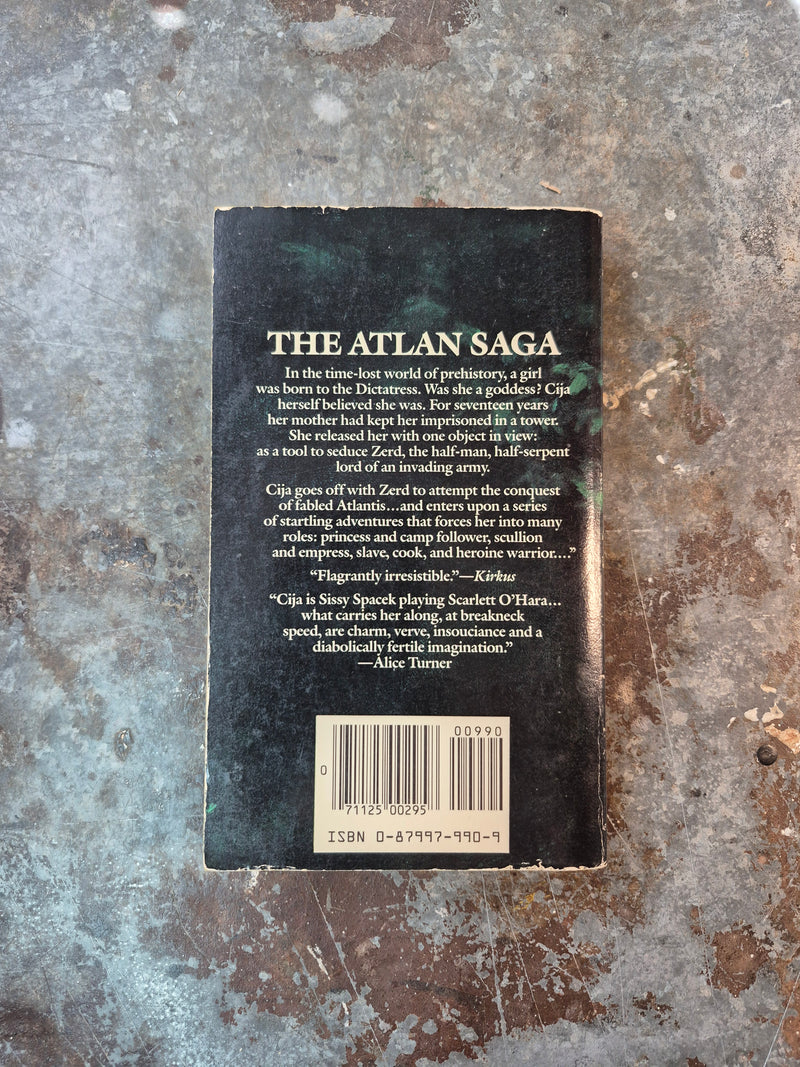 THE ATLAN SAGA
In the time-lost world of prehistory, a girl
was born to the Dictatress. Was she a goddess? Cija
herself believed she was. For seventeen years
her mother had kept her imprisoned in a tower.
She released her with one object in view:
as a tool to seduce Zerd, the half-man, half-serpent
lord of an invading army.
Cija goes off with Zerd to attempt the conquest
of fabled Atlantis...and enters upon a series
of startling adventures that forces her into many
roles: princess and camp follower, scullion
and empress, slave, cook, and heroine warrior...."
"Flagrantly irresistible."—Kirkus
"Cija is Sissy Spacek playing Scarlett O'Hara...
what carries her along, at breakneck
speed, are charm, verve, insouciance and a
diabolically fertile imagination."
—Alice Turner
00990
0
71125 00295
ISBN 0-87997-990-9